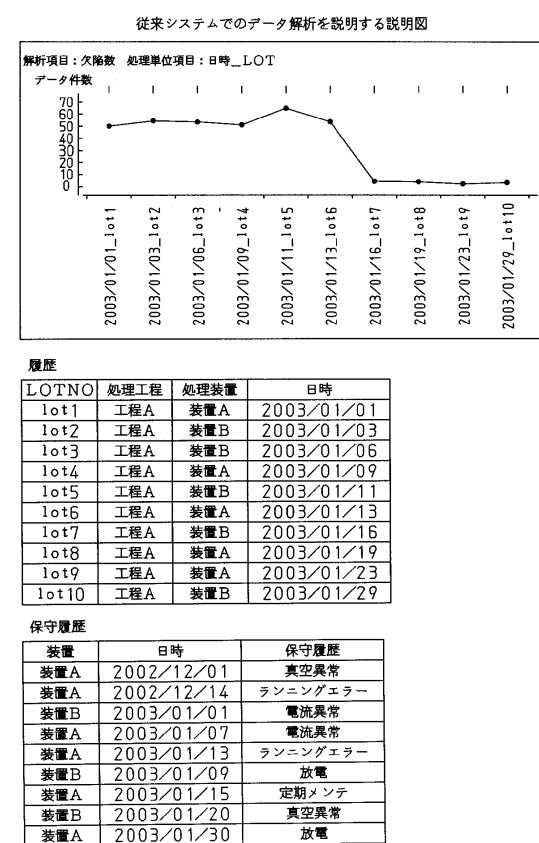 従来システムでのデータ解析を説明する説明図
解析項目：欠陥数 処理単位項目：日時_LOT
データ件数
70
60
50
40
30
20
10
0
2003/01/01_lot1
2003/01/03_lot2
2003/01/06_lot3
2003/01/09_lot4
2003/01/11_lot5
2003/01/13_lot6
2003/01/16_lot7
2003/01/19_lot8
2003/01/23_lot9
2003/01/29_lot10
履歴
LOTNO 処理工程 処理装置 日時
lot1 工程A 装置A 2003/01/01
lot2 工程A 装置B 2003/01/03
lot3 工程A 装置B 2003/01/06
lot4 工程A 装置A 2003/01/09
lot5 工程A 装置B 2003/01/11
lot6 工程A 装置A 2003/01/13
lot7 工程A 装置B 2003/01/16
lot8 工程A 装置A 2003/01/19
lot9 工程A 装置A 2003/01/23
lot10 工程A 装置B 2003/01/29
保守履歴
装置 日時 保守履歴
装置A 2002/12/01 真空異常
装置A 2002/12/14 ランニングエラー
装置B 2003/01/01 電流異常
装置A 2003/01/07 電流異常
装置A 2003/01/13 ランニングエラー
装置B 2003/01/09 放電
装置A 2003/01/15 定期メンテ
装置B 2003/01/20 真空異常
装置A 2003/01/30 放電